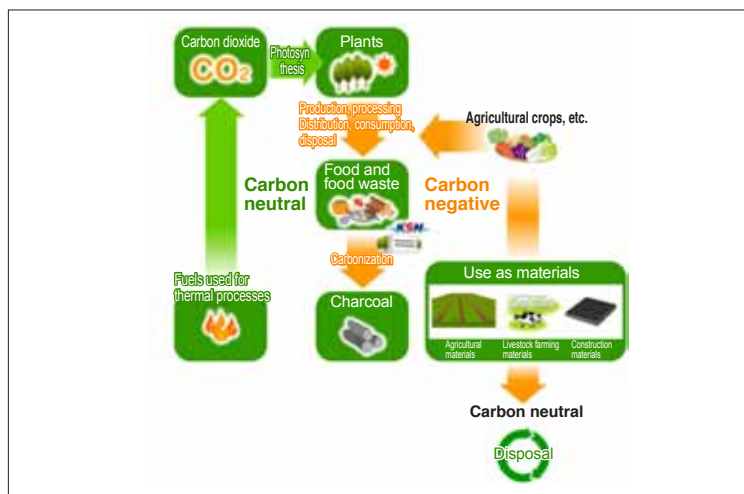 Carbon dioxide
CO₂
Photosyn
thesis
Plants
Production, processing
Distribution, consumption,
disposal
Agricultural crops, etc.
Carbon
neutral
Food and
food waste
Carbon
negative
KSN
Carbonization
Fuels used for
thermal processes
Charcoal
Use as materials
Agricultural
materials
Livestock farming
materials
Construction
materials
Carbon neutral
Disposal